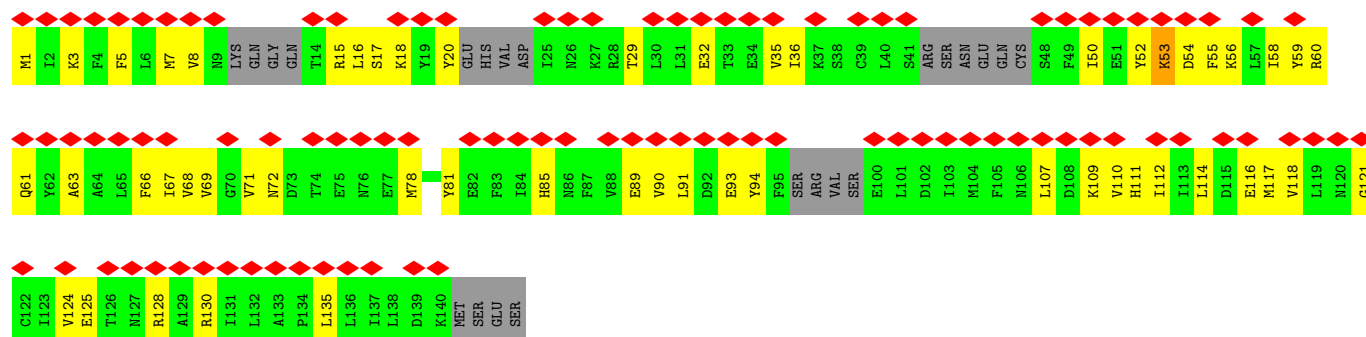 M1 I2 K3 F4 F5 L6 M7 V8 N9 LYS GLN GLY GLN T14 R15 L16 S17 K18 Y19 Y20 GLU HIS VAL ASP I25 N26 K27 R28 T29 L30 L31 E32 T33 E34 V35 I36 K37 S38 C39 L40 S41 ARG SER ASN GLU GLN CYS S48 F49 I50 E51 Y52 K53 D54 F55 K56 L57 I58 Y59 R60
Q61 Y62 A63 A64 L65 F66 I67 V68 V69 G70 V71 N72 D73 T74 E75 N76 E77 M78 Y81 E82 F83 I84 H85 N86 F87 V88 E89 V90 L91 D92 E93 Y94 F95 SER ARG VAL SER E100 L101 D102 I103 M104 F105 N106 L107 D108 K109 V110 H111 I112 I113 L114 D115 E116 M117 V118 L119 N120 G121
C122 I123 V124 E125 T126 N127 R128 A129 R130 I131 L132 A133 P134 L135 L136 I137 L138 D139 K140 MET SER GLU SER